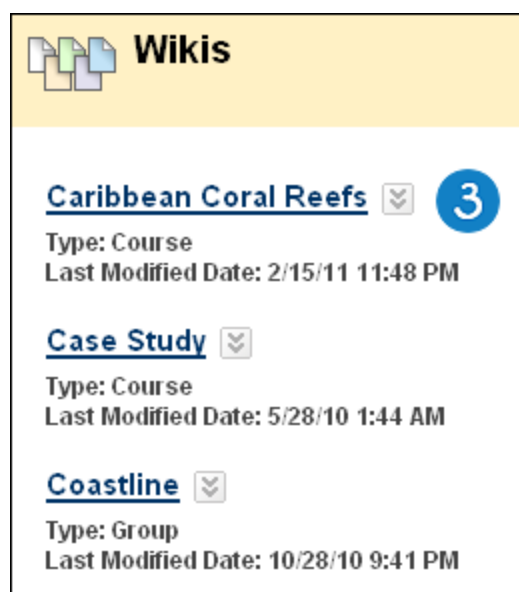 Wikis
Caribbean Coral Reefs 3
Type: Course
Last Modified Date: 2/15/11 11:48 PM
Case Study
Type: Course
Last Modified Date: 5/28/10 1:44 AM
Coastline
Type: Group
Last Modified Date: 10/28/10 9:41 PM